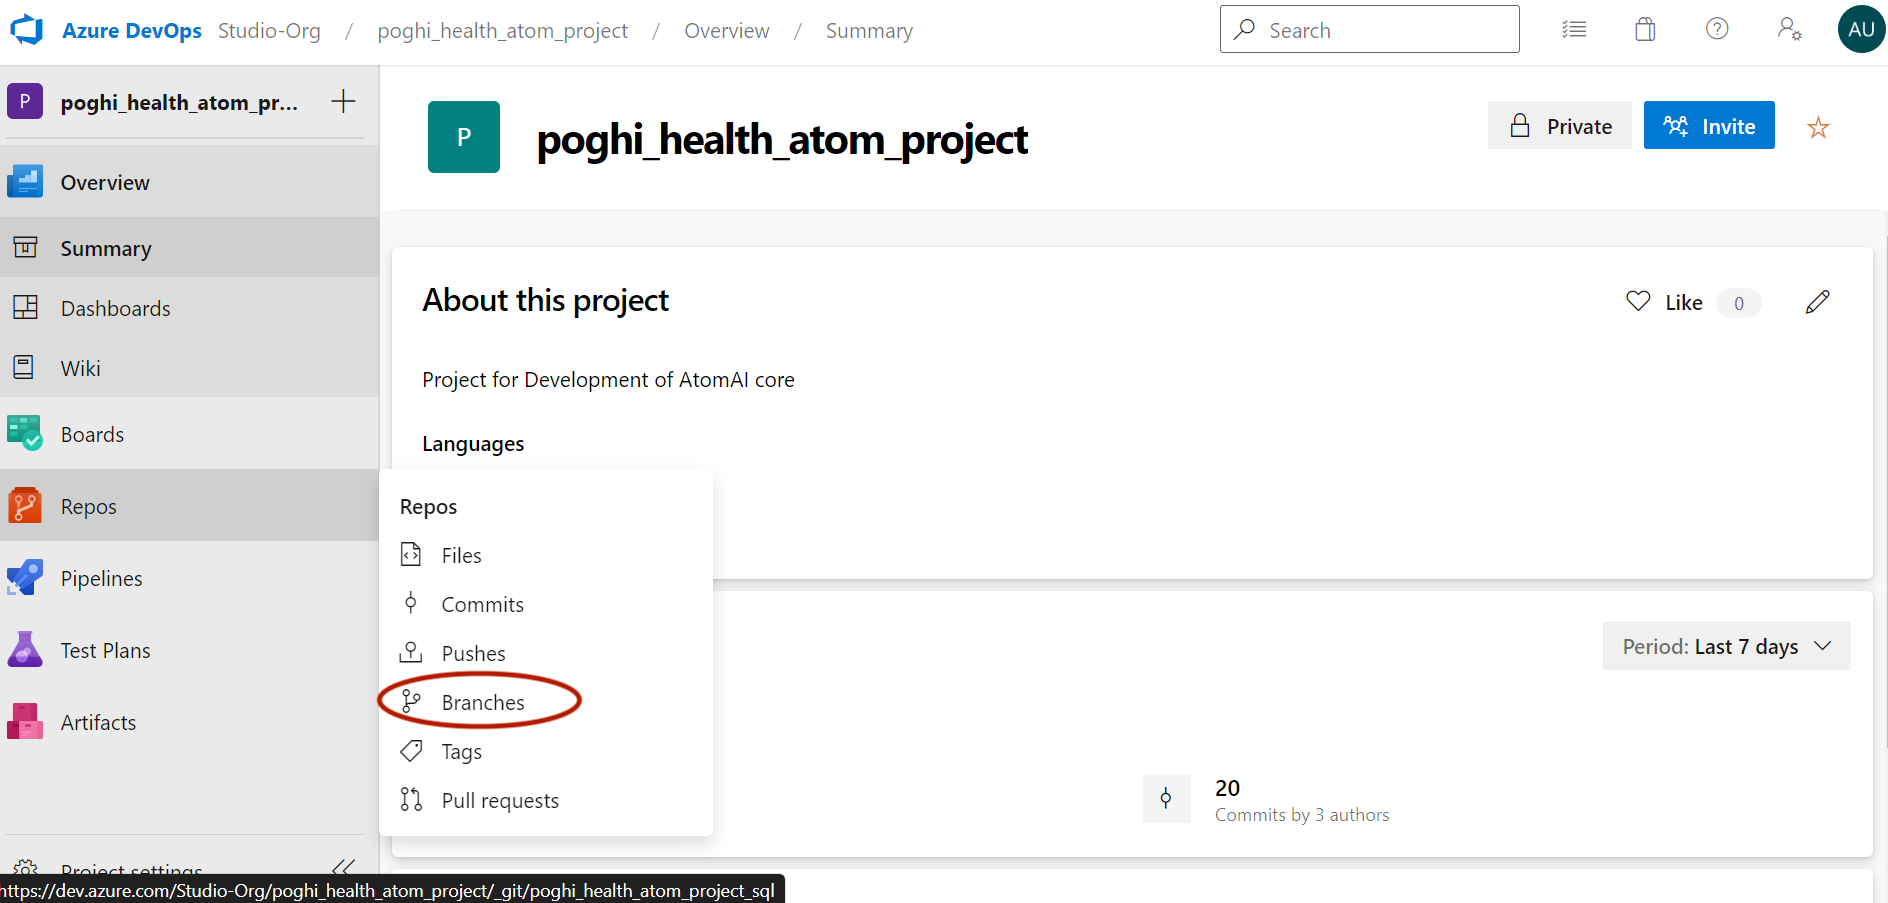 Azure DevOps Studio-Org / poghi_health_atom_project / Overview / Summary
Search
AU
P poghi_health_atom_pr...
P
poghi_health_atom_project
Private
Invite
Overview
Summary
Dashboards
Wiki
Boards
Repos
Pipelines
Test Plans
Artifacts
Project settings
About this project
Like 0
Project for Development of AtomAI core
Languages
Repos
Files
Commits
Pushes
Branches
Tags
Pull requests
Period: Last 7 days
20
Commits by 3 authors
https://dev.azure.com/Studio-Org/poghi_health_atom_project/_git/poghi_health_atom_project_sql